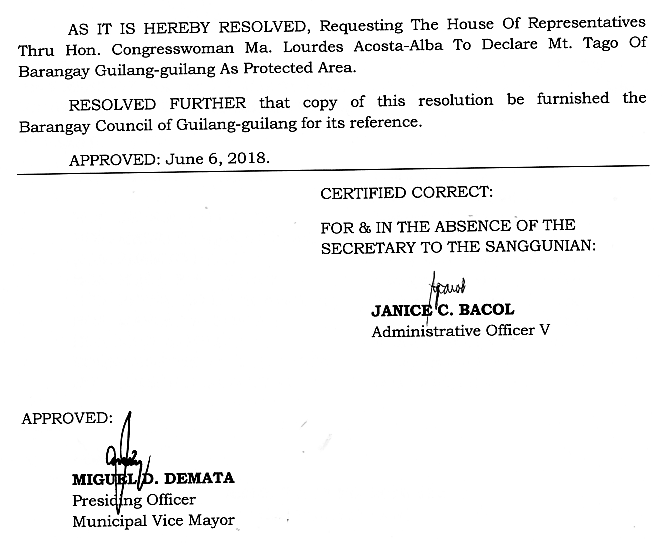 AS IT IS HEREBY RESOLVED, Requesting The House Of Representatives
Thru Hon. Congresswoman Ma. Lourdes Acosta-Alba To Declare Mt. Tago Of
Barangay Guilang-guilang As Protected Area.
RESOLVED FURTHER that copy of this resolution be furnished the
Barangay Council of Guilang-guilang for its reference.
APPROVED: June 6, 2018.
CERTIFIED CORRECT:
FOR & IN THE ABSENCE OF THE
SECRETARY TO THE SANGGUNIAN:
JANICE C. BACOL
Administrative Officer V
APPROVED:
MIGUEL D. DEMATA
Presiding Officer
Municipal Vice Mayor